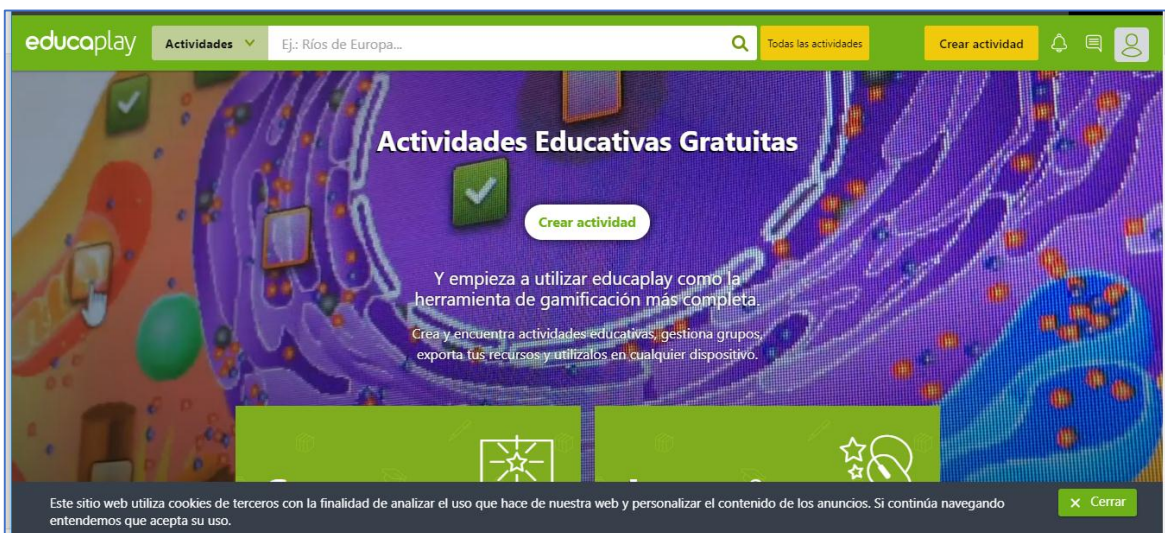 educaplay
Actividades
Ej.: Ríos de Europa...
Todas las actividades
Crear actividad
Actividades Educativas Gratuitas
Crear actividad
Y empieza a utilizar educaplay como la
herramienta de gamificación más completa.
Crea y encuentra actividades educativas, gestiona grupos,
exporta tus recursos y utilízalos en cualquier dispositivo.
Este sitio web utiliza cookies de terceros con la finalidad de analizar el uso que hace de nuestra web y personalizar el contenido de los anuncios. Si continúa navegando
entendemos que acepta su uso.
× Cerrar